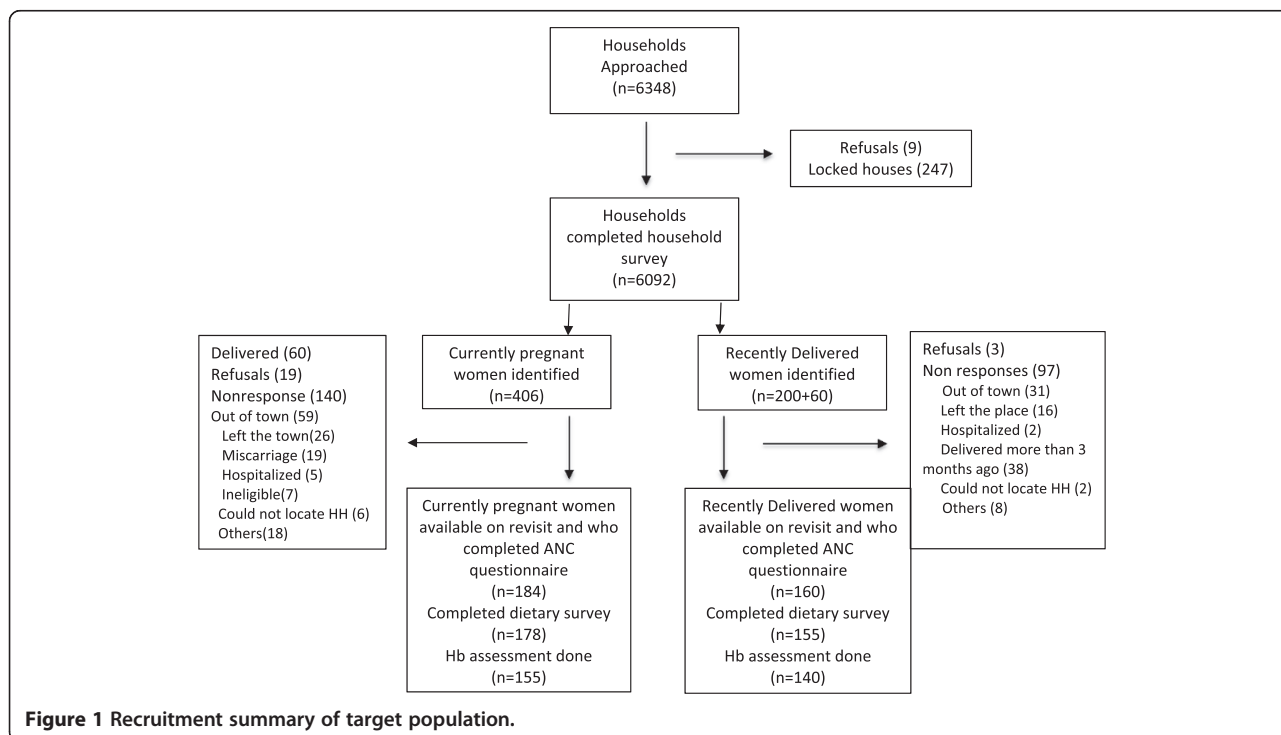 Households
Approached
(n=6348)
Refusals (9)
Locked houses (247)
Households
completed household
survey
(n=6092)
Delivered (60)
Refusals (19)
Nonresponse (140)
Out of town (59)
Left the town(26)
Miscarriage (19)
Hospitalized (5)
Ineligible(7)
Could not locate HH (6)
Others(18)
Currently pregnant
women identified
(n=406)
Recently Delivered
women identified
(n=200+60)
Refusals (3)
Non responses (97)
Out of town (31)
Left the place (16)
Hospitalized (2)
Delivered more than 3
months ago (38)
Could not locate HH (2)
Others (8)
Currently pregnant women
available on revisit and who
completed ANC
questionnaire
(n=184)
Completed dietary survey
(n=178)
Hb assessment done
(n=155)
Recently Delivered women
available on revisit and who
completed ANC
questionnaire
(n=160)
Completed dietary survey
(n=155)
Hb assessment done
(n=140)
Figure 1 Recruitment summary of target population.